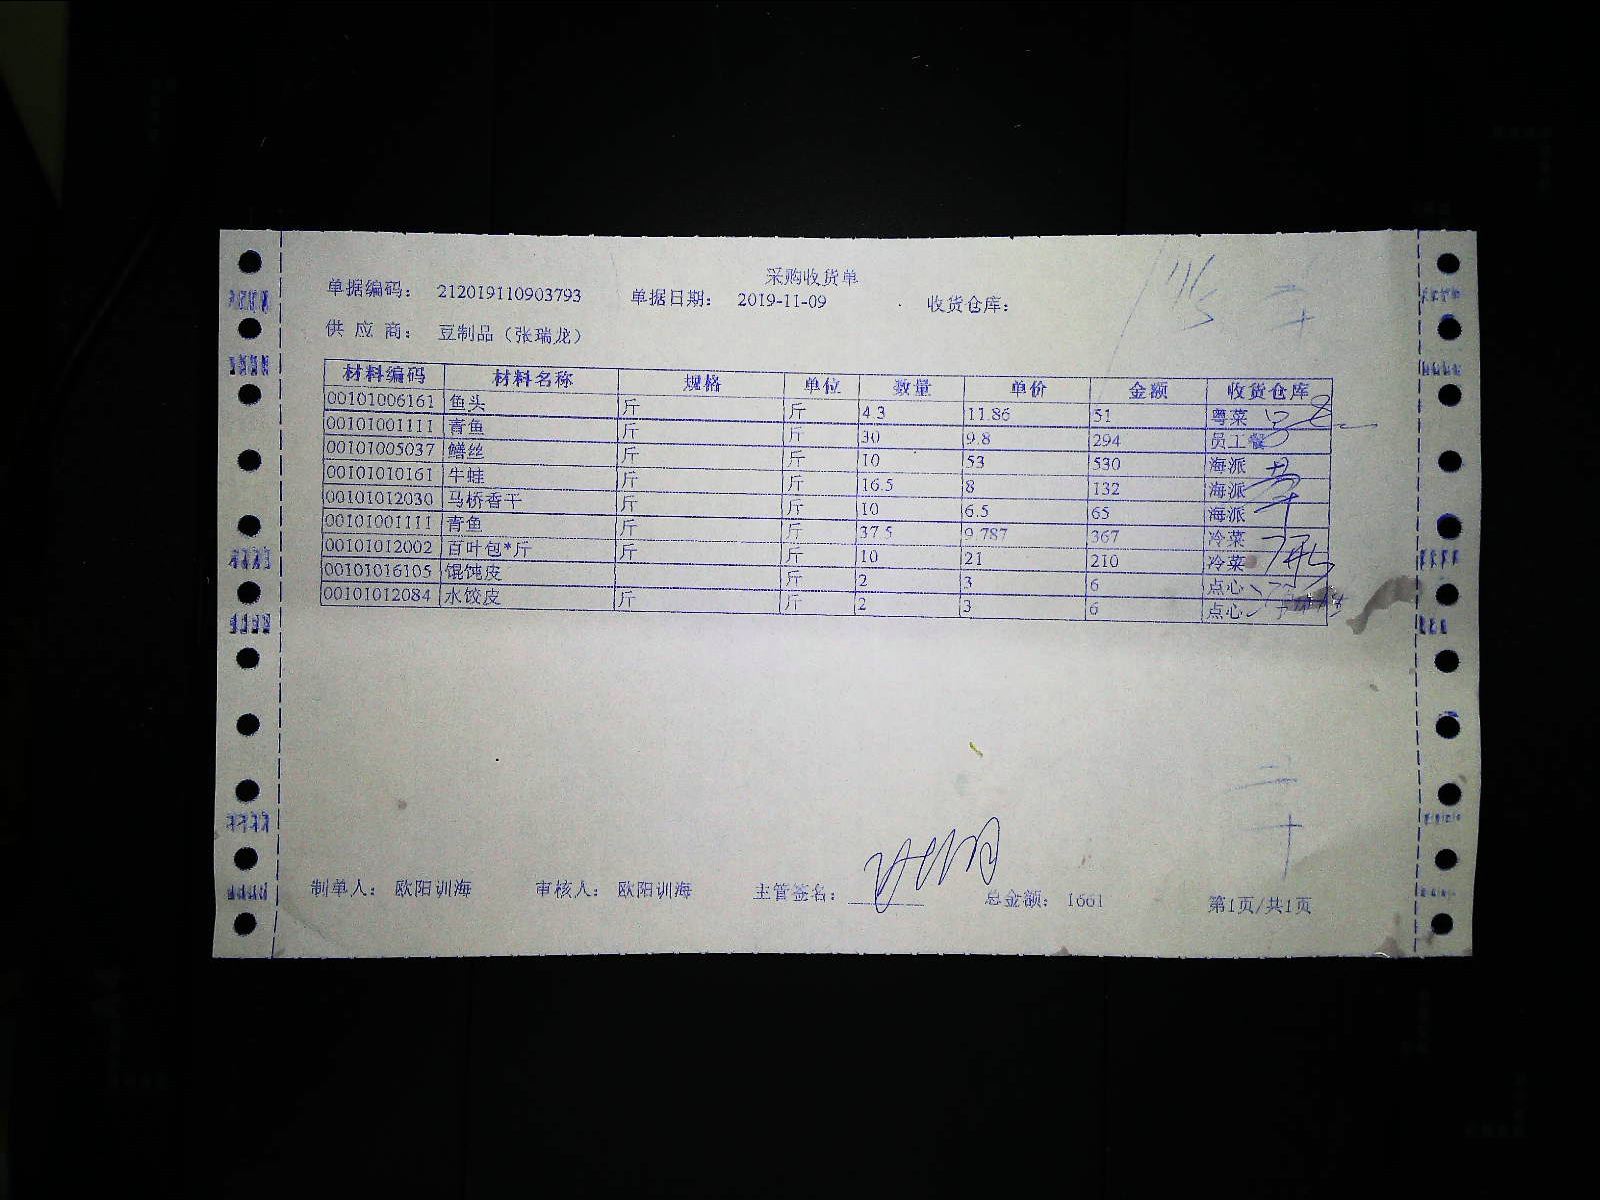 采购收货单
单据编码： 212019110903793 单据日期： 2019-11-09 收货仓库：
供 应 商： 豆制品（张瑞龙）
材料编码 材料名称 规格 单位 数量 单价 金额 收货仓库
00101006161 鱼头 斤 斤 4.3 11.86 51 粤菜
00101001111 青鱼 斤 斤 30 9.8 294 员工餐
00101005037 鳝丝 斤 斤 10 53 530 海派
00101010161 牛蛙 斤 斤 16.5 8 132 海派
00101012030 马桥香干 斤 斤 10 6.5 65 海派
00101001111 青鱼 斤 斤 37.5 9.787 367 冷菜
00101012002 百叶包*斤 斤 斤 10 21 210 冷菜
00101016105 馄饨皮 斤 2 3 6 点心
00101012084 水饺皮 斤 斤 2 3 6 点心
制单人： 欧阳训海 审核人： 欧阳训海 主管签名： 总金额： 1661 第1页/共1页